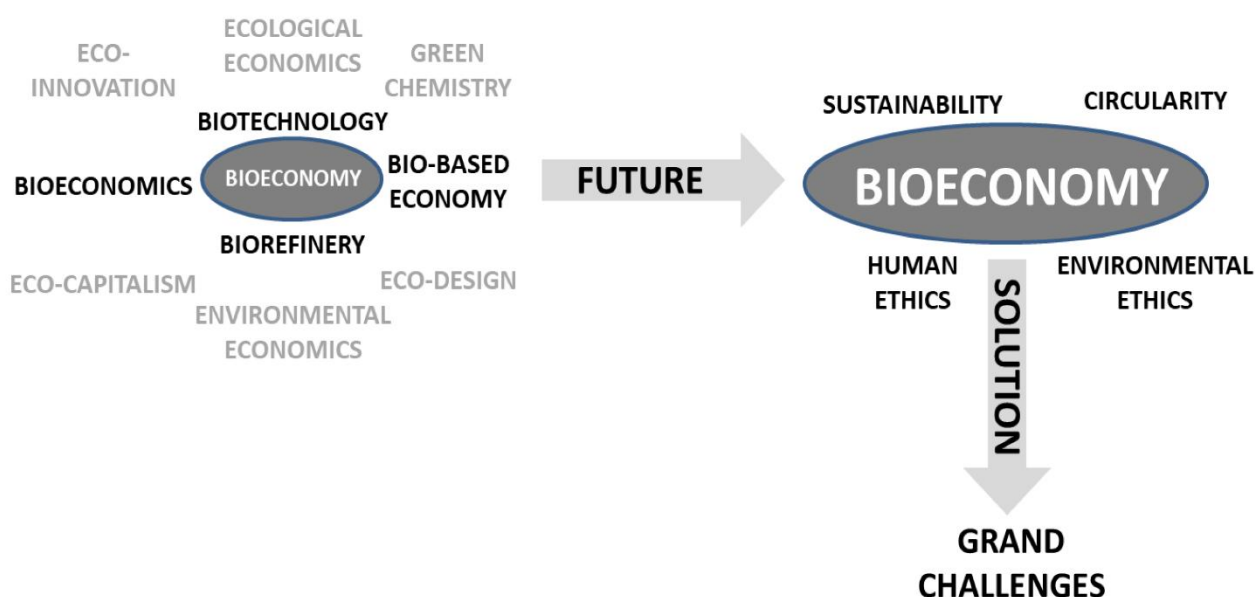 ECO-
INNOVATION
ECOLOGICAL
ECONOMICS
GREEN
CHEMISTRY
BIOTECHNOLOGY
BIOECONOMICS
BIOECONOMY
BIO-BASED
ECONOMY
BIOREFINERY
ECO-CAPITALISM
ENVIRONMENTAL
ECONOMICS
ECO-DESIGN
FUTURE
SUSTAINABILITY
CIRCULARITY
BIOECONOMY
HUMAN
ETHICS
ENVIRONMENTAL
ETHICS
SOLUTION
GRAND
CHALLENGES